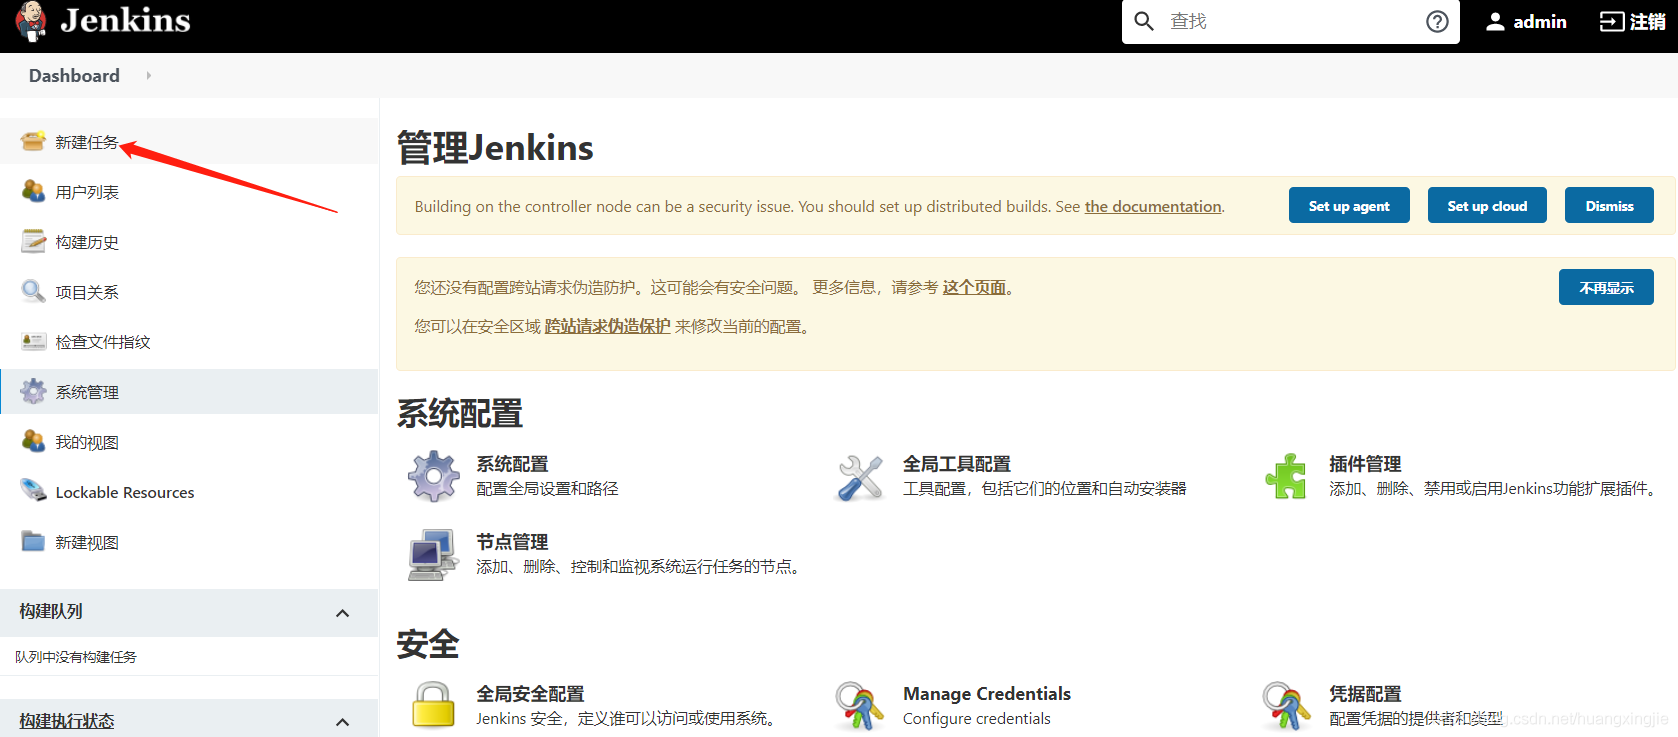 Jenkins
查找
admin
注销
Dashboard
新建任务
用户列表
构建历史
项目关系
检查文件指纹
系统管理
我的视图
Lockable Resources
新建视图
构建队列
队列中没有构建任务
构建执行状态
管理Jenkins
Building on the controller node can be a security issue. You should set up distributed builds. See the documentation.
Set up agent
Set up cloud
Dismiss
您还没有配置跨站请求伪造防护。这可能会有安全问题。 更多信息，请参考 这个页面。
不再显示
您可以在安全区域 跨站请求伪造保护 来修改当前的配置。
系统配置
系统配置
配置全局设置和路径
全局工具配置
工具配置，包括它们的位置和自动安装器
插件管理
添加、删除、禁用或启用Jenkins功能扩展插件。
节点管理
添加、删除、控制和监视系统运行任务的节点。
安全
全局安全配置
Jenkins 安全，定义谁可以访问或使用系统。
Manage Credentials
Configure credentials
凭据配置
配置凭据的提供者和类型
csdn.net/huangxingjie